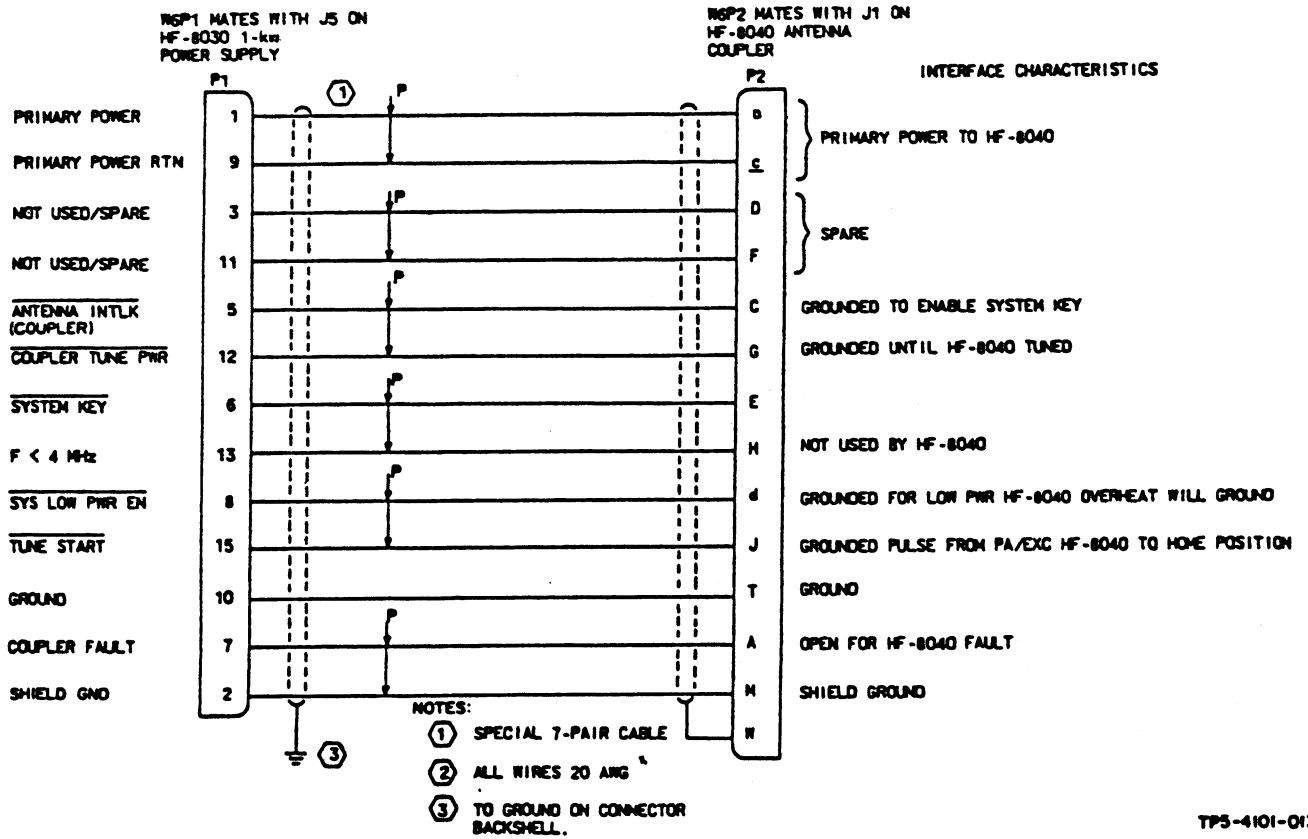 W6P1 MATES WITH J5 ON
HF-8030 1-kw
POWER SUPPLY
W6P2 MATES WITH J1 ON
HF-8040 ANTENNA
COUPLER
INTERFACE CHARACTERISTICS
P1
P2
1
P
PRIMARY POWER 1 b
PRIMARY POWER TO HF-8040
PRIMARY POWER RTN 9 c
P
NOT USED/SPARE 3 D
SPARE
NOT USED/SPARE 11 F
P
ANTENNA INTLK
(COUPLER)
5 C GROUNDED TO ENABLE SYSTEM KEY
COUPLER TUNE PWR 12 G GROUNDED UNTIL HF-8040 TUNED
P
SYSTEM KEY 6 E
F < 4 MHz 13 H NOT USED BY HF-8040
P
SYS LOW PWR EN 8 d GROUNDED FOR LOW PWR HF-8040 OVERHEAT WILL GROUND
TUNE START 15 J GROUNDED PULSE FROM PA/EXC HF-8040 TO HOME POSITION
GROUND 10 T GROUND
P
COUPLER FAULT 7 A OPEN FOR HF-8040 FAULT
SHIELD GND 2 M SHIELD GROUND
W
3
NOTES:
1 SPECIAL 7-PAIR CABLE
2 ALL WIRES 20 AWG
3 TO GROUND ON CONNECTOR
BACKSHELL.